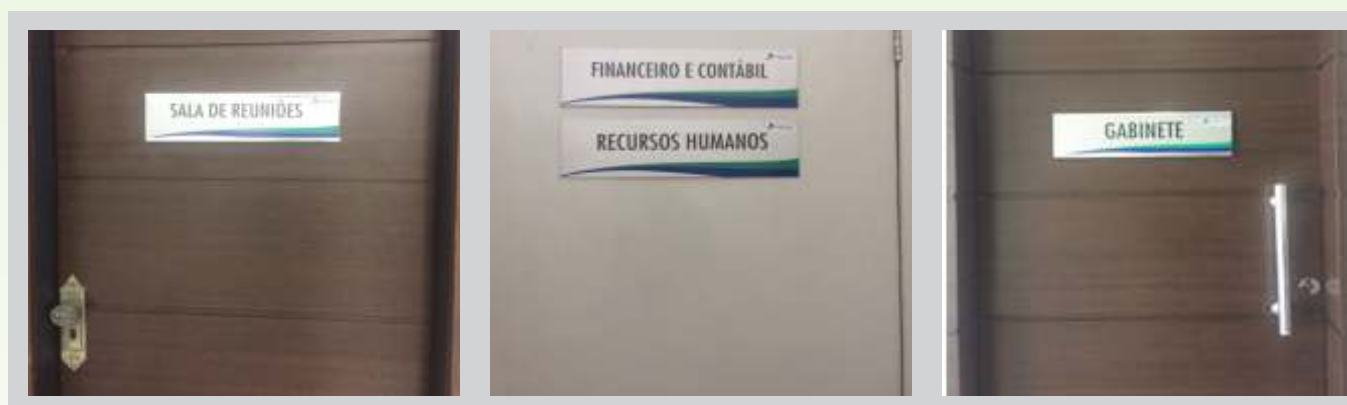 SALA DE REUNIÕES
FINANCEIRO E CONTÁBIL
RECURSOS HUMANOS
GABINETE